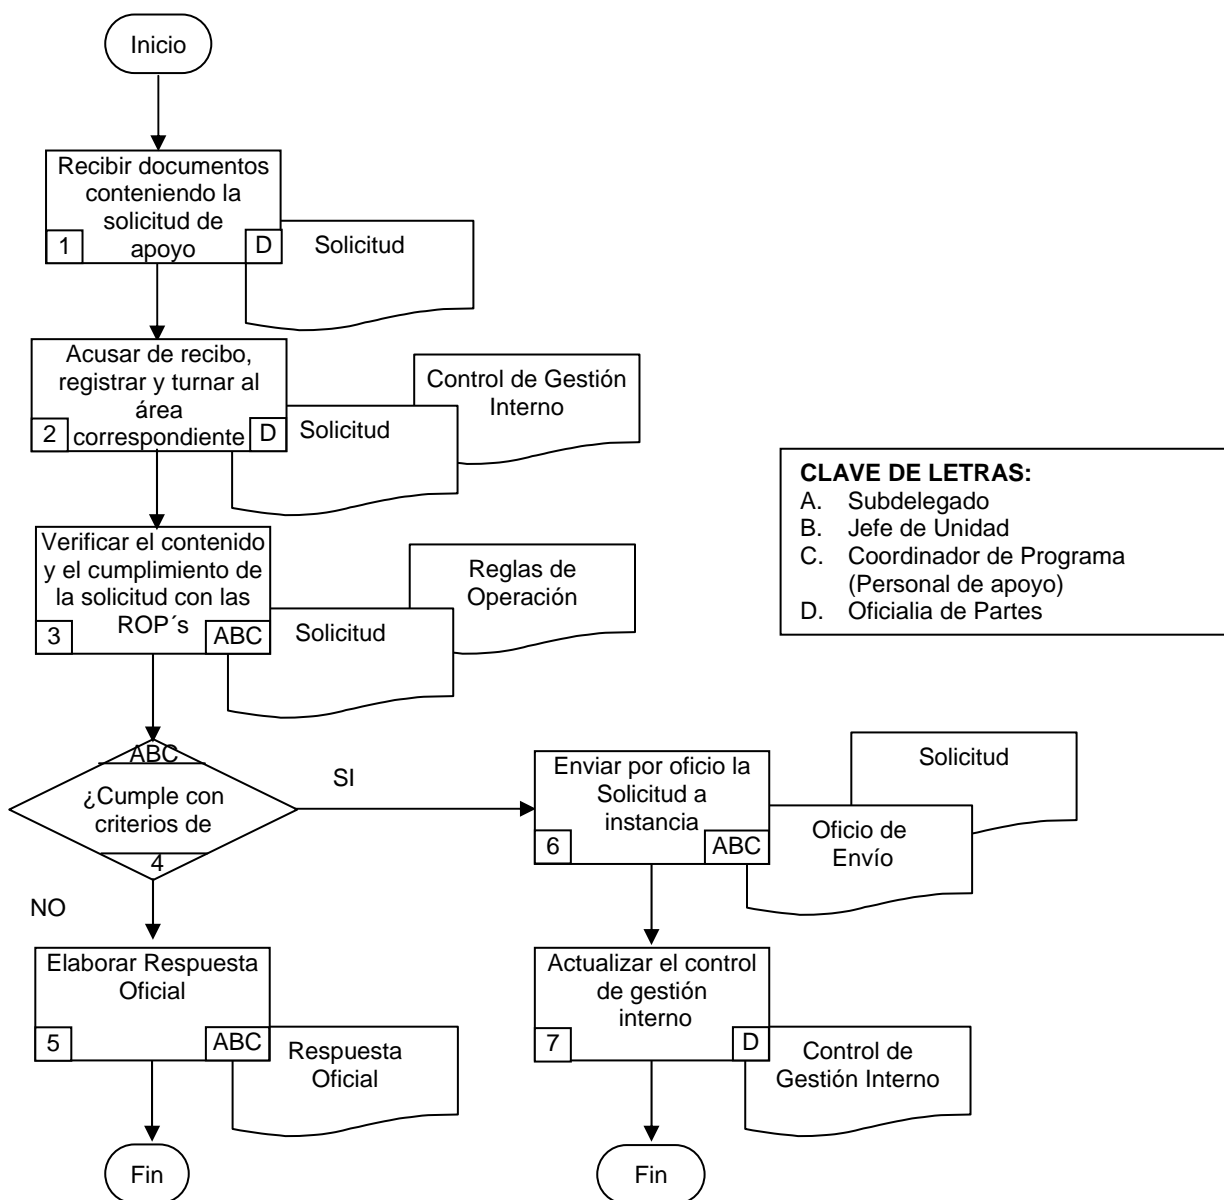 Inicio
Recibir documentos
conteniendo la
solicitud de
apoyo
1
D
Solicitud
Acusar de recibo,
registrar y turnar al
área
correspondiente
2
D
Solicitud
Control de Gestión
Interno
CLAVE DE LETRAS:
A. Subdelegado
B. Jefe de Unidad
C. Coordinador de Programa
(Personal de apoyo)
D. Oficialia de Partes
Verificar el contenido
y el cumplimiento de
la solicitud con las
ROP´s
3
ABC
Solicitud
Reglas de
Operación
ABC
¿Cumple con
criterios de
4
SI
NO
Enviar por oficio la
Solicitud a
instancia
6
ABC
Oficio de
Envío
Solicitud
Elaborar Respuesta
Oficial
5
ABC
Respuesta
Oficial
Actualizar el control
de gestión
interno
7
D
Control de
Gestión Interno
Fin
Fin